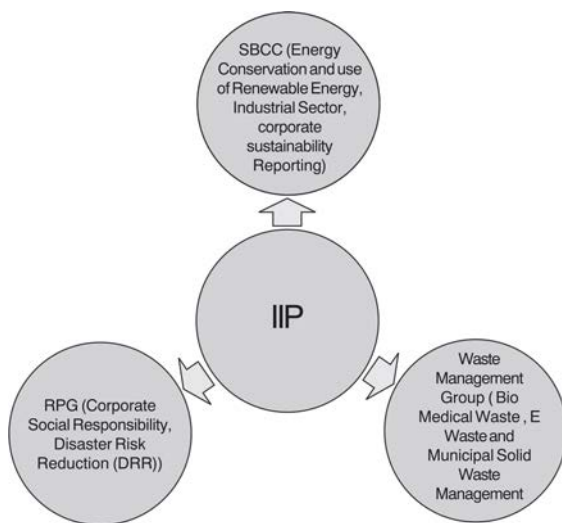 SBCC (Energy
Conservation and use
of Renewable Energy,
Industrial Sector,
corporate
sustainability
Reporting)
IIP
RPG (Corporate
Social Responsibility,
Disaster Risk
Reduction (DRR))
Waste
Management
Group ( Bio
Medical Waste , E
Waste and
Municipal Solid
Waste
Management